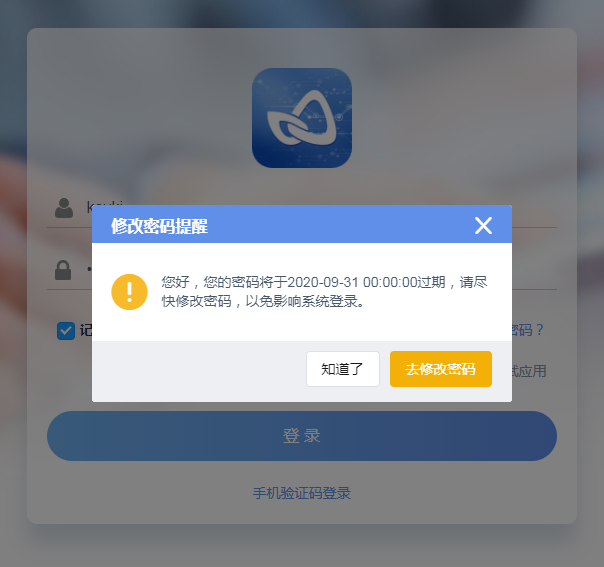 修改密码提醒
您好，您的密码将于2020-09-31 00:00:00过期，请尽
快修改密码，以免影响系统登录。
记
密码？
知道了
去修改密码
试应用
登 录
手机验证码登录